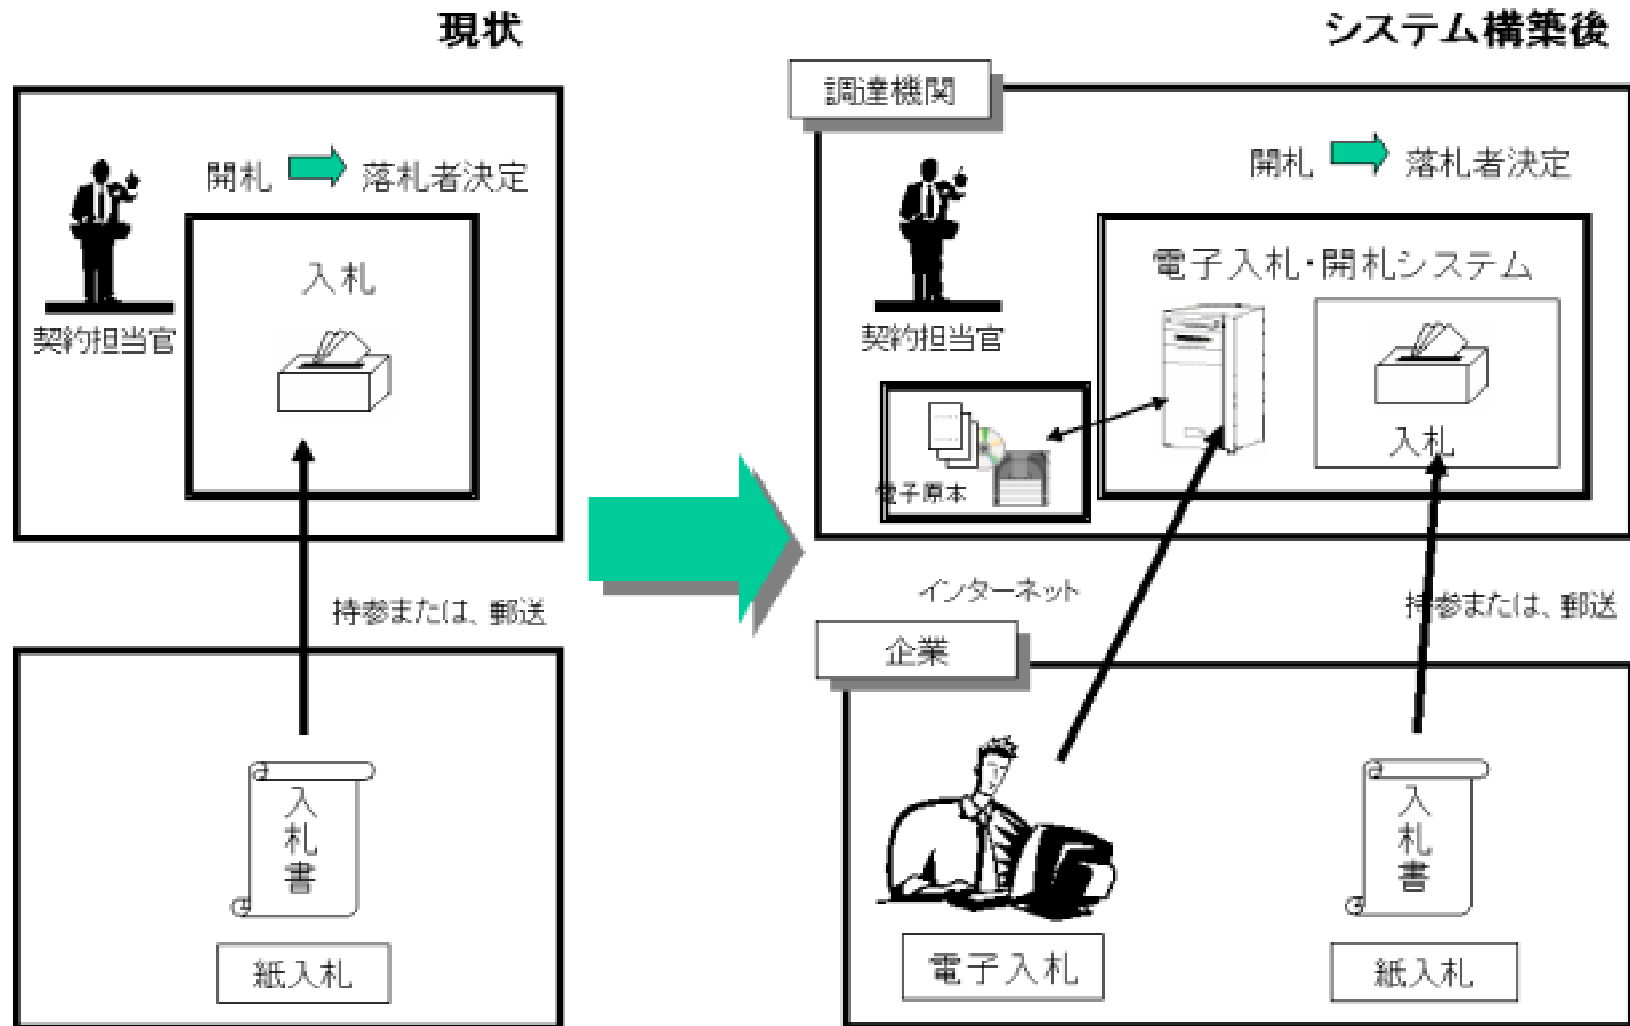 現状
開札
落札者決定
入札
契約担当官
持参または、郵送
入札書
紙入札
システム構築後
調達機関
開札
落札者決定
電子入札・開札システム
契約担当官
入札
電子原本
インターネット
持参または、郵送
企業
入札書
電子入札
紙入札